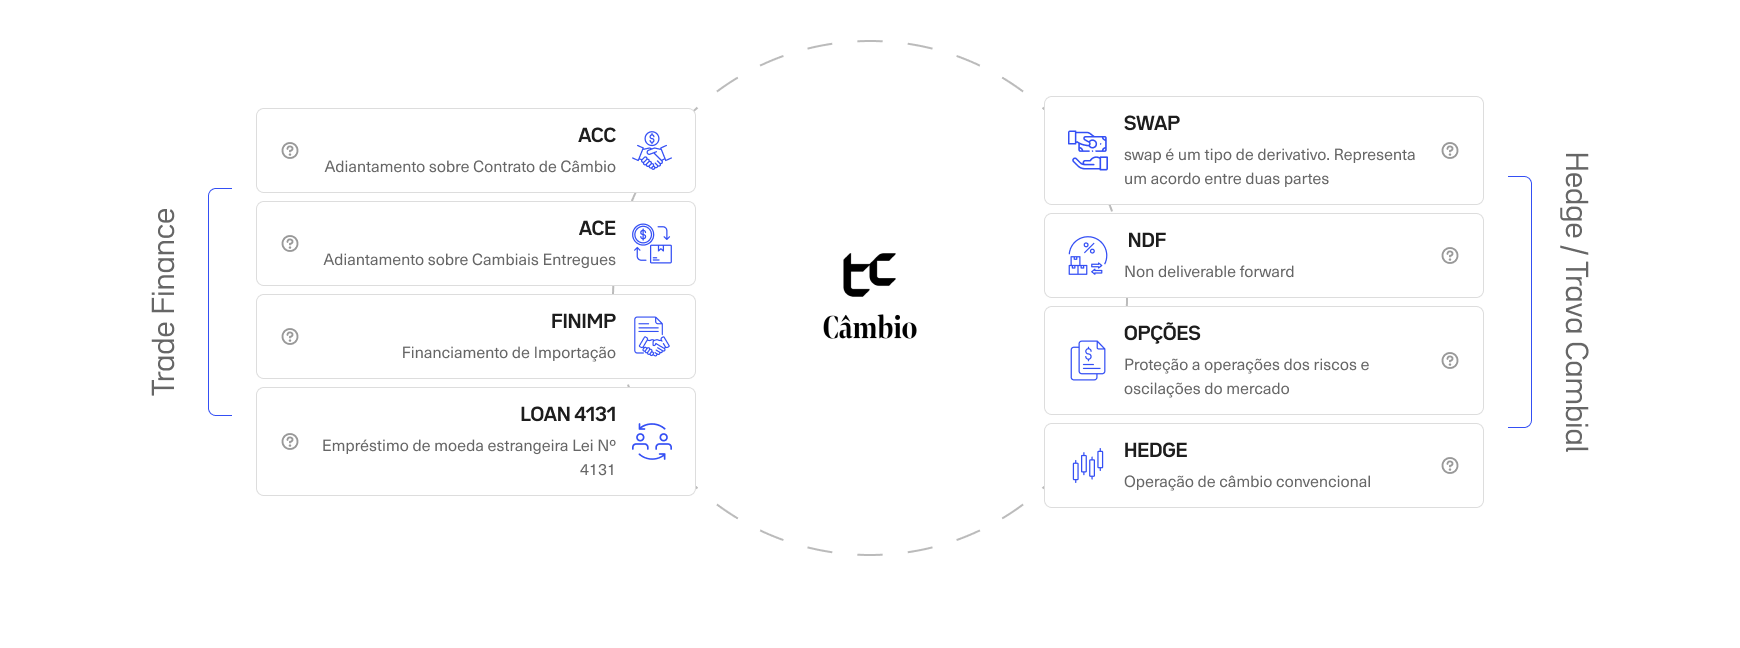 Trade Finance
ACC
Adiantamento sobre Contrato de Câmbio
ACE
Adiantamento sobre Cambiais Entregues
FINIMP
Financiamento de Importação
LOAN 4131
Empréstimo de moeda estrangeira Lei Nº
4131
tc
Câmbio
SWAP
swap é um tipo de derivativo. Representa
um acordo entre duas partes
NDF
Non deliverable forward
OPÇÕES
Proteção a operações dos riscos e
oscilações do mercado
HEDGE
Operação de câmbio convencional
Hedge / Trava Cambial